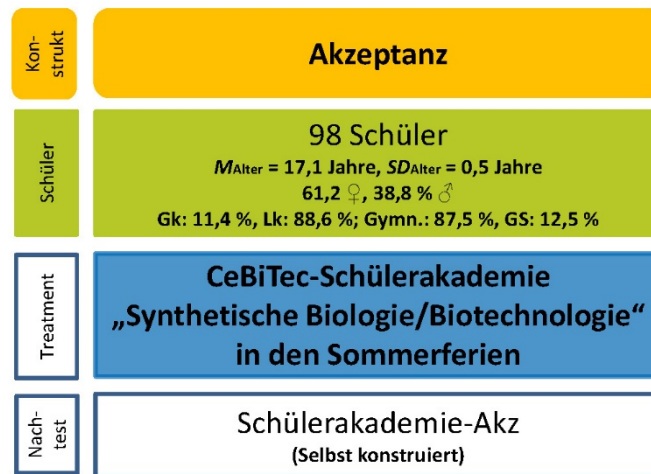 Kon-
strukt
Akzeptanz
Schüler
98 Schüler
MAlter = 17,1 Jahre, SDAlter = 0,5 Jahre
61,2 ♀, 38,8 % ♂
Gk: 11,4 %, Lk: 88,6 %; Gymn.: 87,5 %, GS: 12,5 %
Treatment
CeBiTec-Schülerakademie
„Synthetische Biologie/Biotechnologie“
in den Sommerferien
Nach-
test
Schülerakademie-Akz
(Selbst konstruiert)